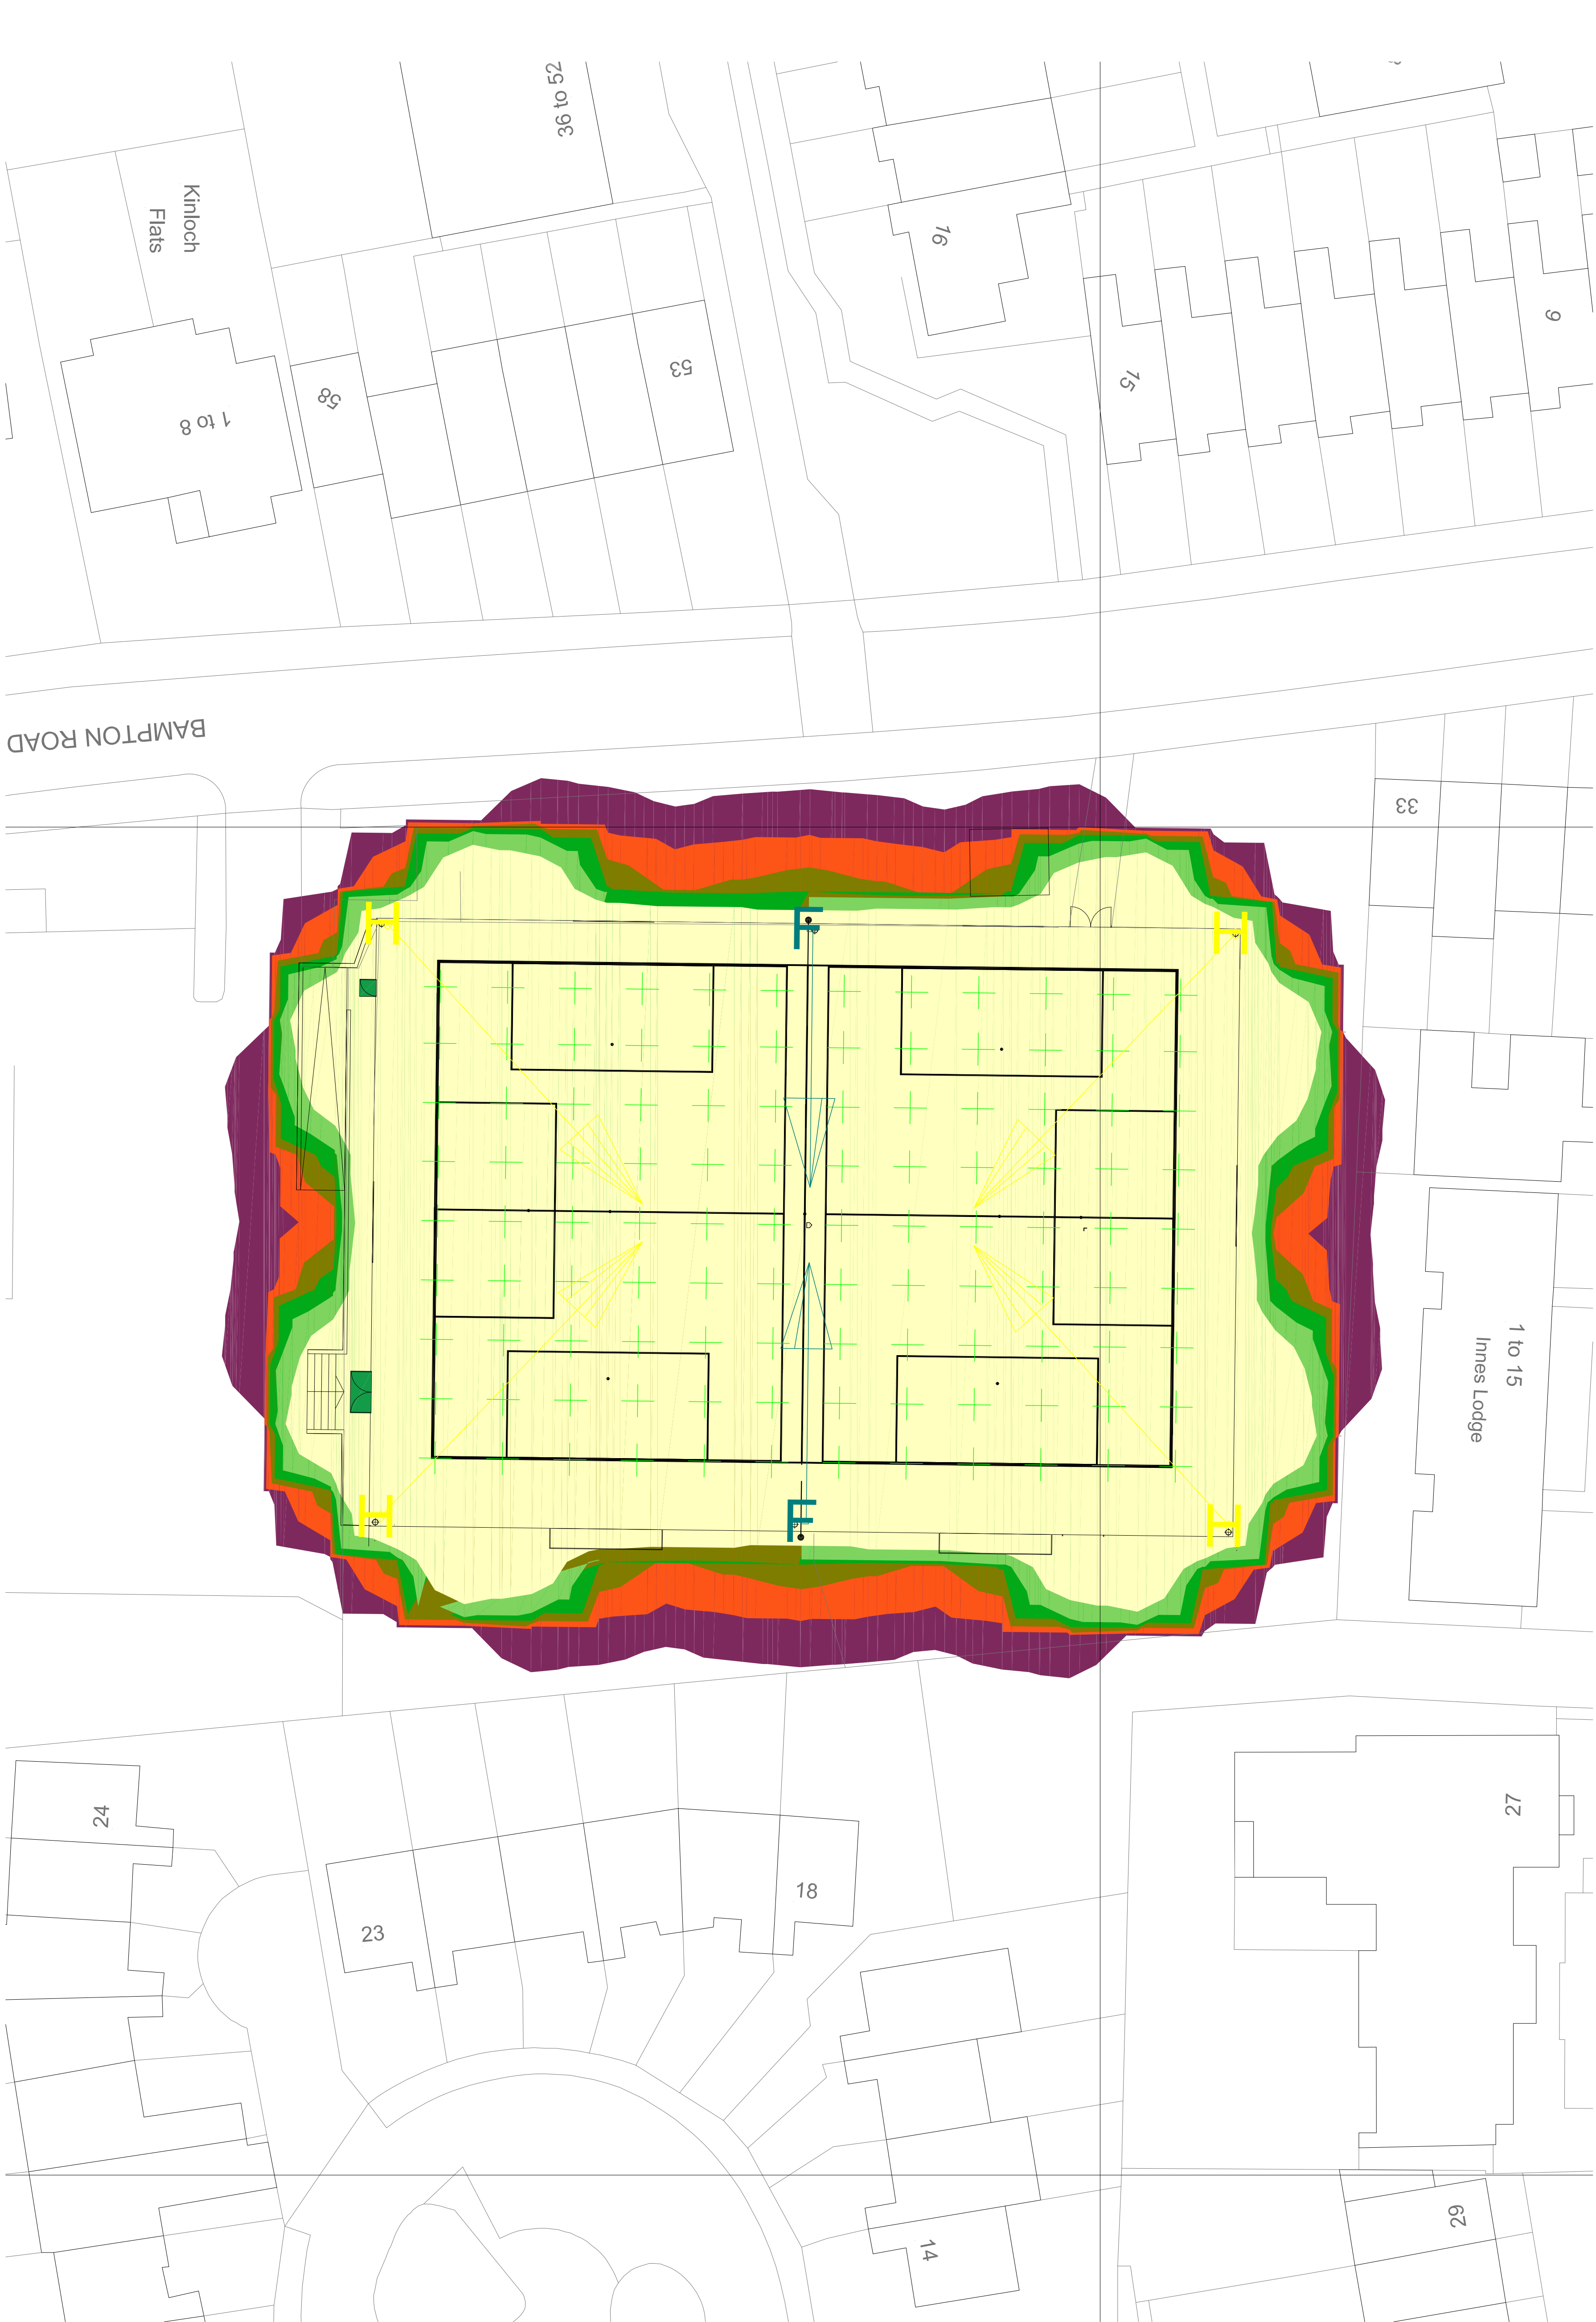 36 to 52
Kinloch
Flats
16
9
53
15
58
1 to 8
BAMPTON ROAD
33
H
F
H
H
F
H
1 to 15
Innes Lodge
24
27
18
23
29
14